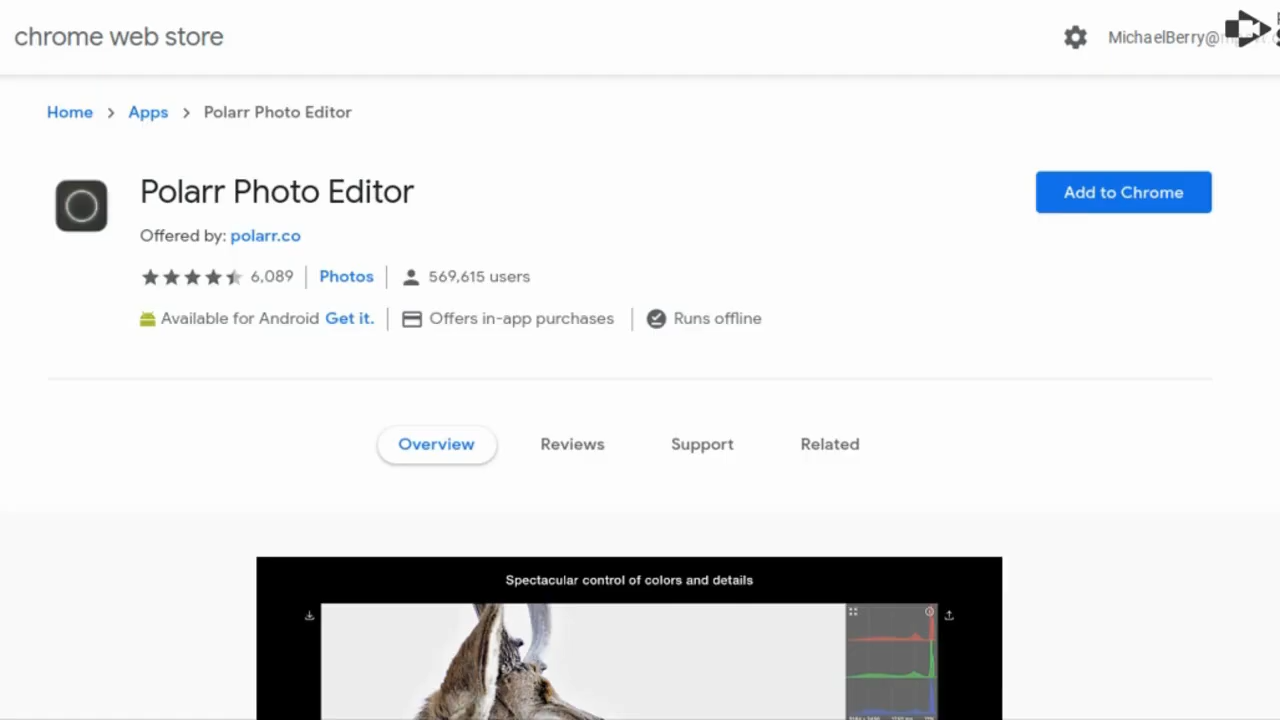 chrome web store
MichaelBerry@
Home > Apps > Polarr Photo Editor
Polarr Photo Editor
Add to Chrome
Offered by: polarr.co
6,089 | Photos | 569,615 users
Available for Android Get it. | Offers in-app purchases | Runs offline
Overview Reviews Support Related
Spectacular control of colors and details